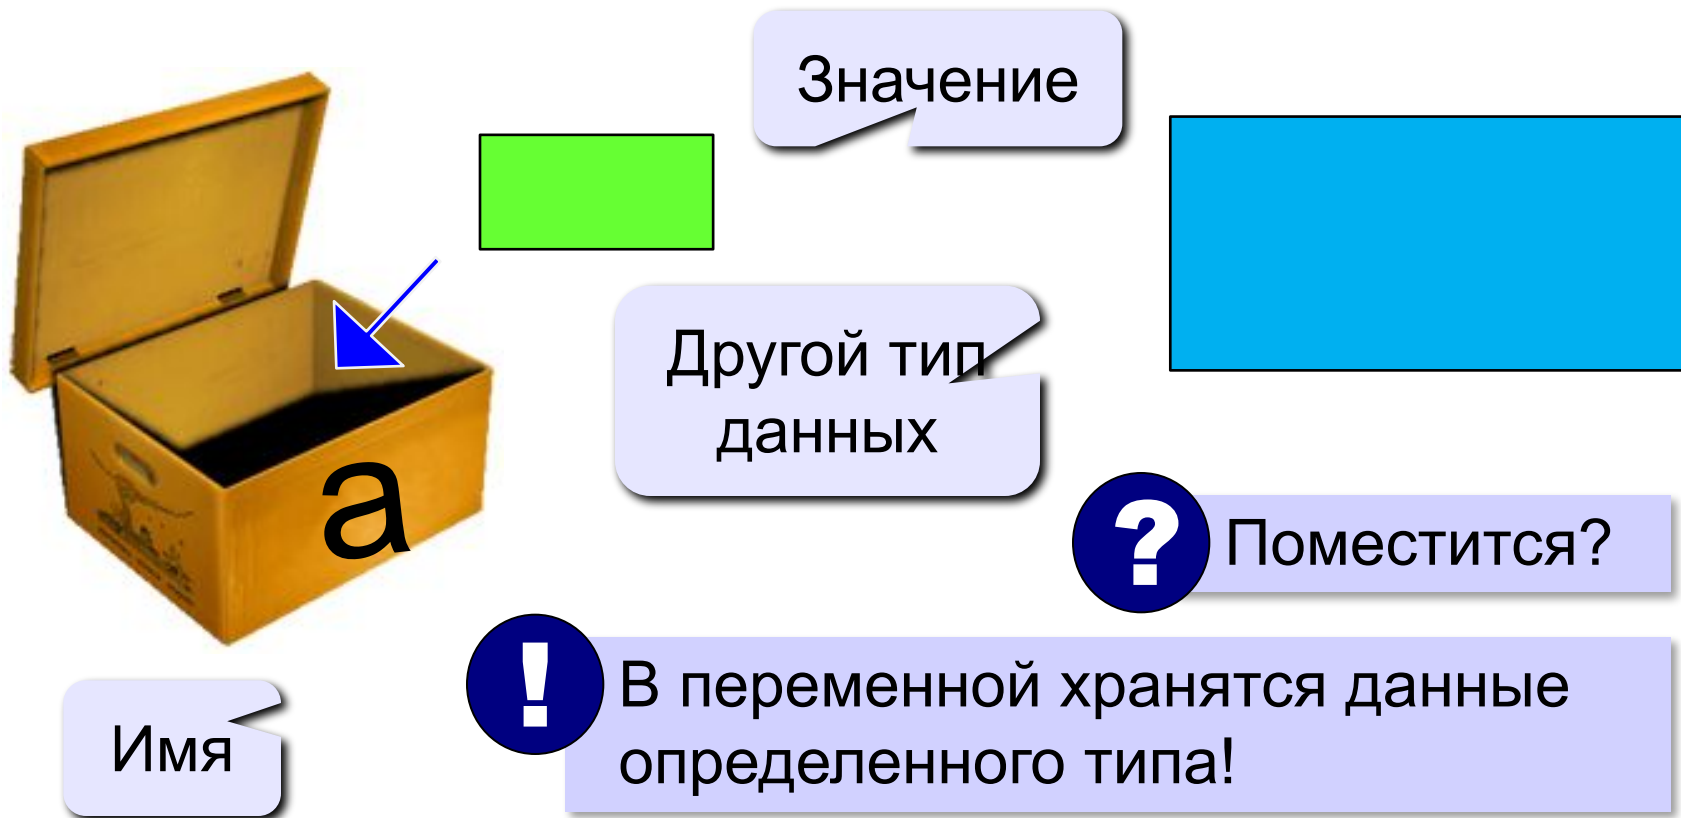 Значение
Другой тип
данных
a
? Поместится?
! В переменной хранятся данные
определенного типа!
Имя